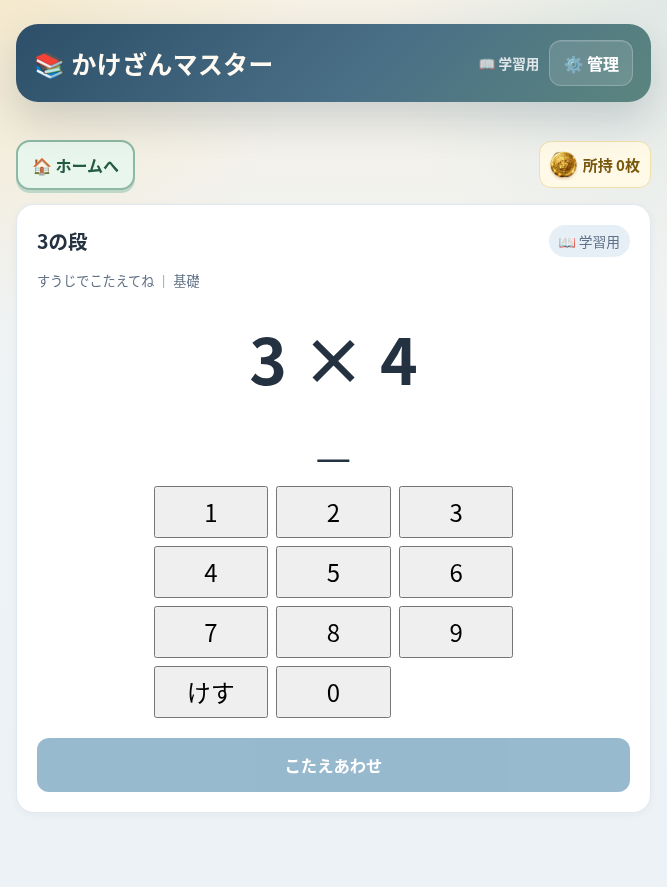 📚 かけざんマスター
📖 学習用
⚙️ 管理
🏠 ホームへ
所持 0枚
3の段
📖 学習用
すうじでこたえてね | 基礎
3 × 4
—
1 2 3
4 5 6
7 8 9
けす 0
こたえあわせ